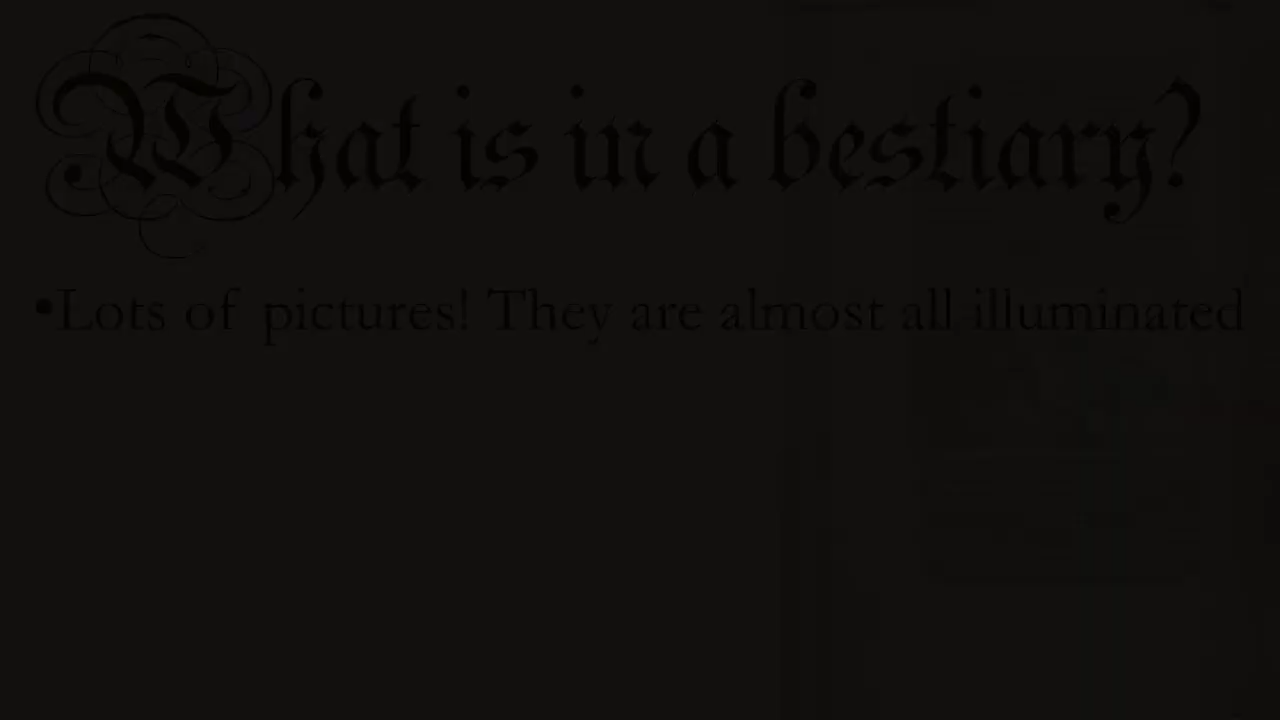 What is in a bestiary?
•Lots of pictures! They are almost all illuminated